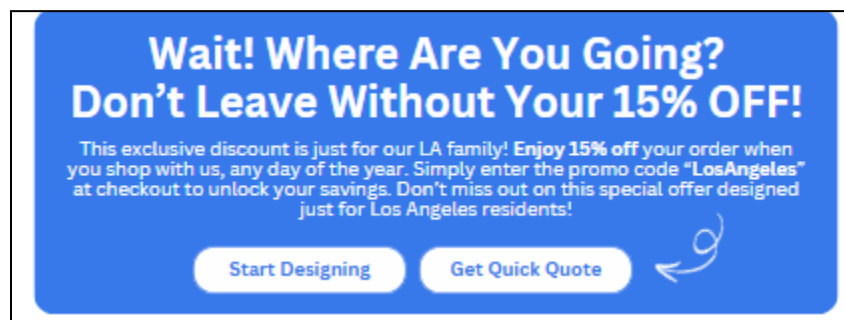 Wait! Where Are You Going?
Don't Leave Without Your 15% OFF!
This exclusive discount is just for our LA family! Enjoy 15% off your order when
you shop with us, any day of the year. Simply enter the promo code “LosAngeles”
at checkout to unlock your savings. Don't miss out on this special offer designed
just for Los Angeles residents!
Start Designing
Get Quick Quote